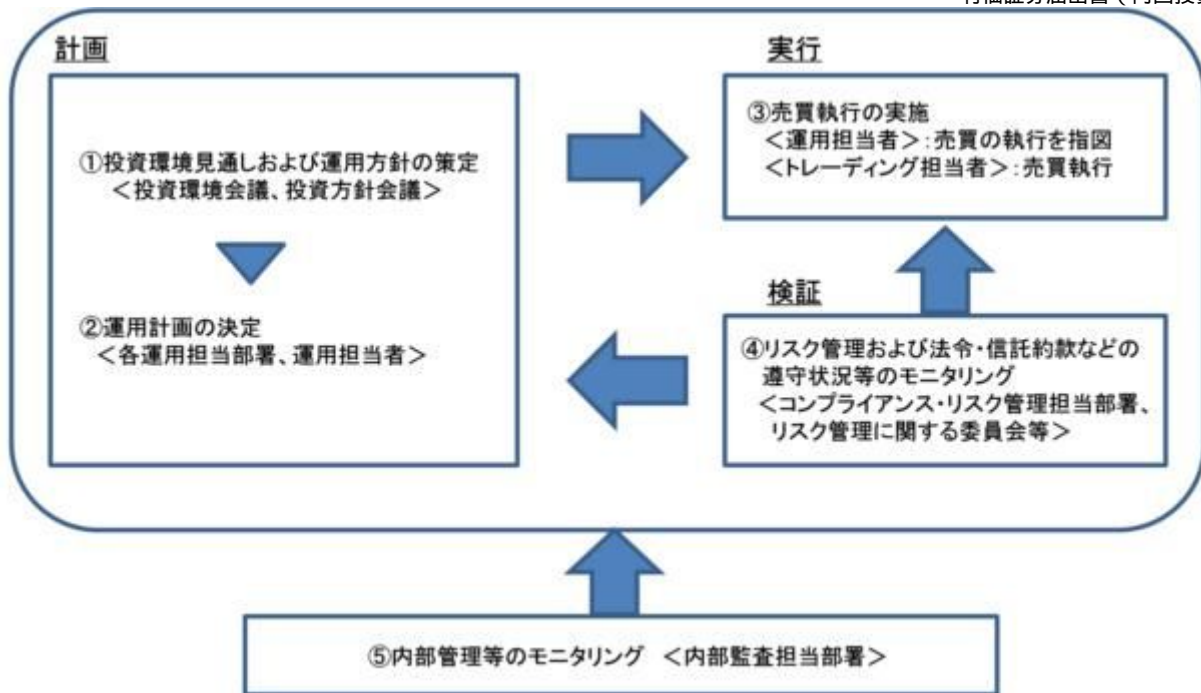 計画
①投資環境見通しおよび運用方針の策定
<投資環境会議、投資方針会議>
②運用計画の決定
<各運用担当部署、運用担当者>
実行
③売買執行の実施
<運用担当者>:売買の執行を指図
<トレーディング担当者>:売買執行
検証
④リスク管理および法令・信託約款などの
遵守状況等のモニタリング
<コンプライアンス・リスク管理担当部署、
リスク管理に関する委員会等>
⑤内部管理等のモニタリング <内部監査担当部署>